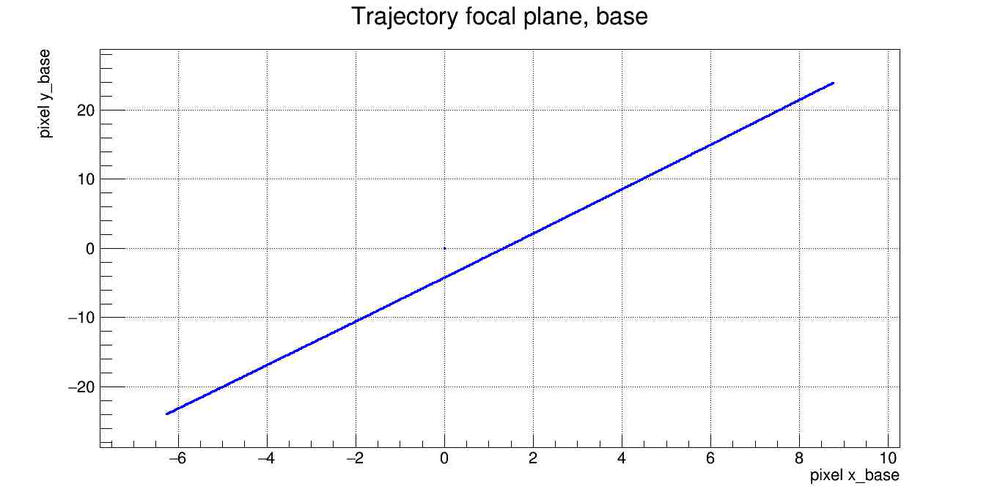 Trajectory focal plane, base
pixel y_base
20
10
0
−10
−20
−6 −4 −2 0 2 4 6 8 10
pixel x_base